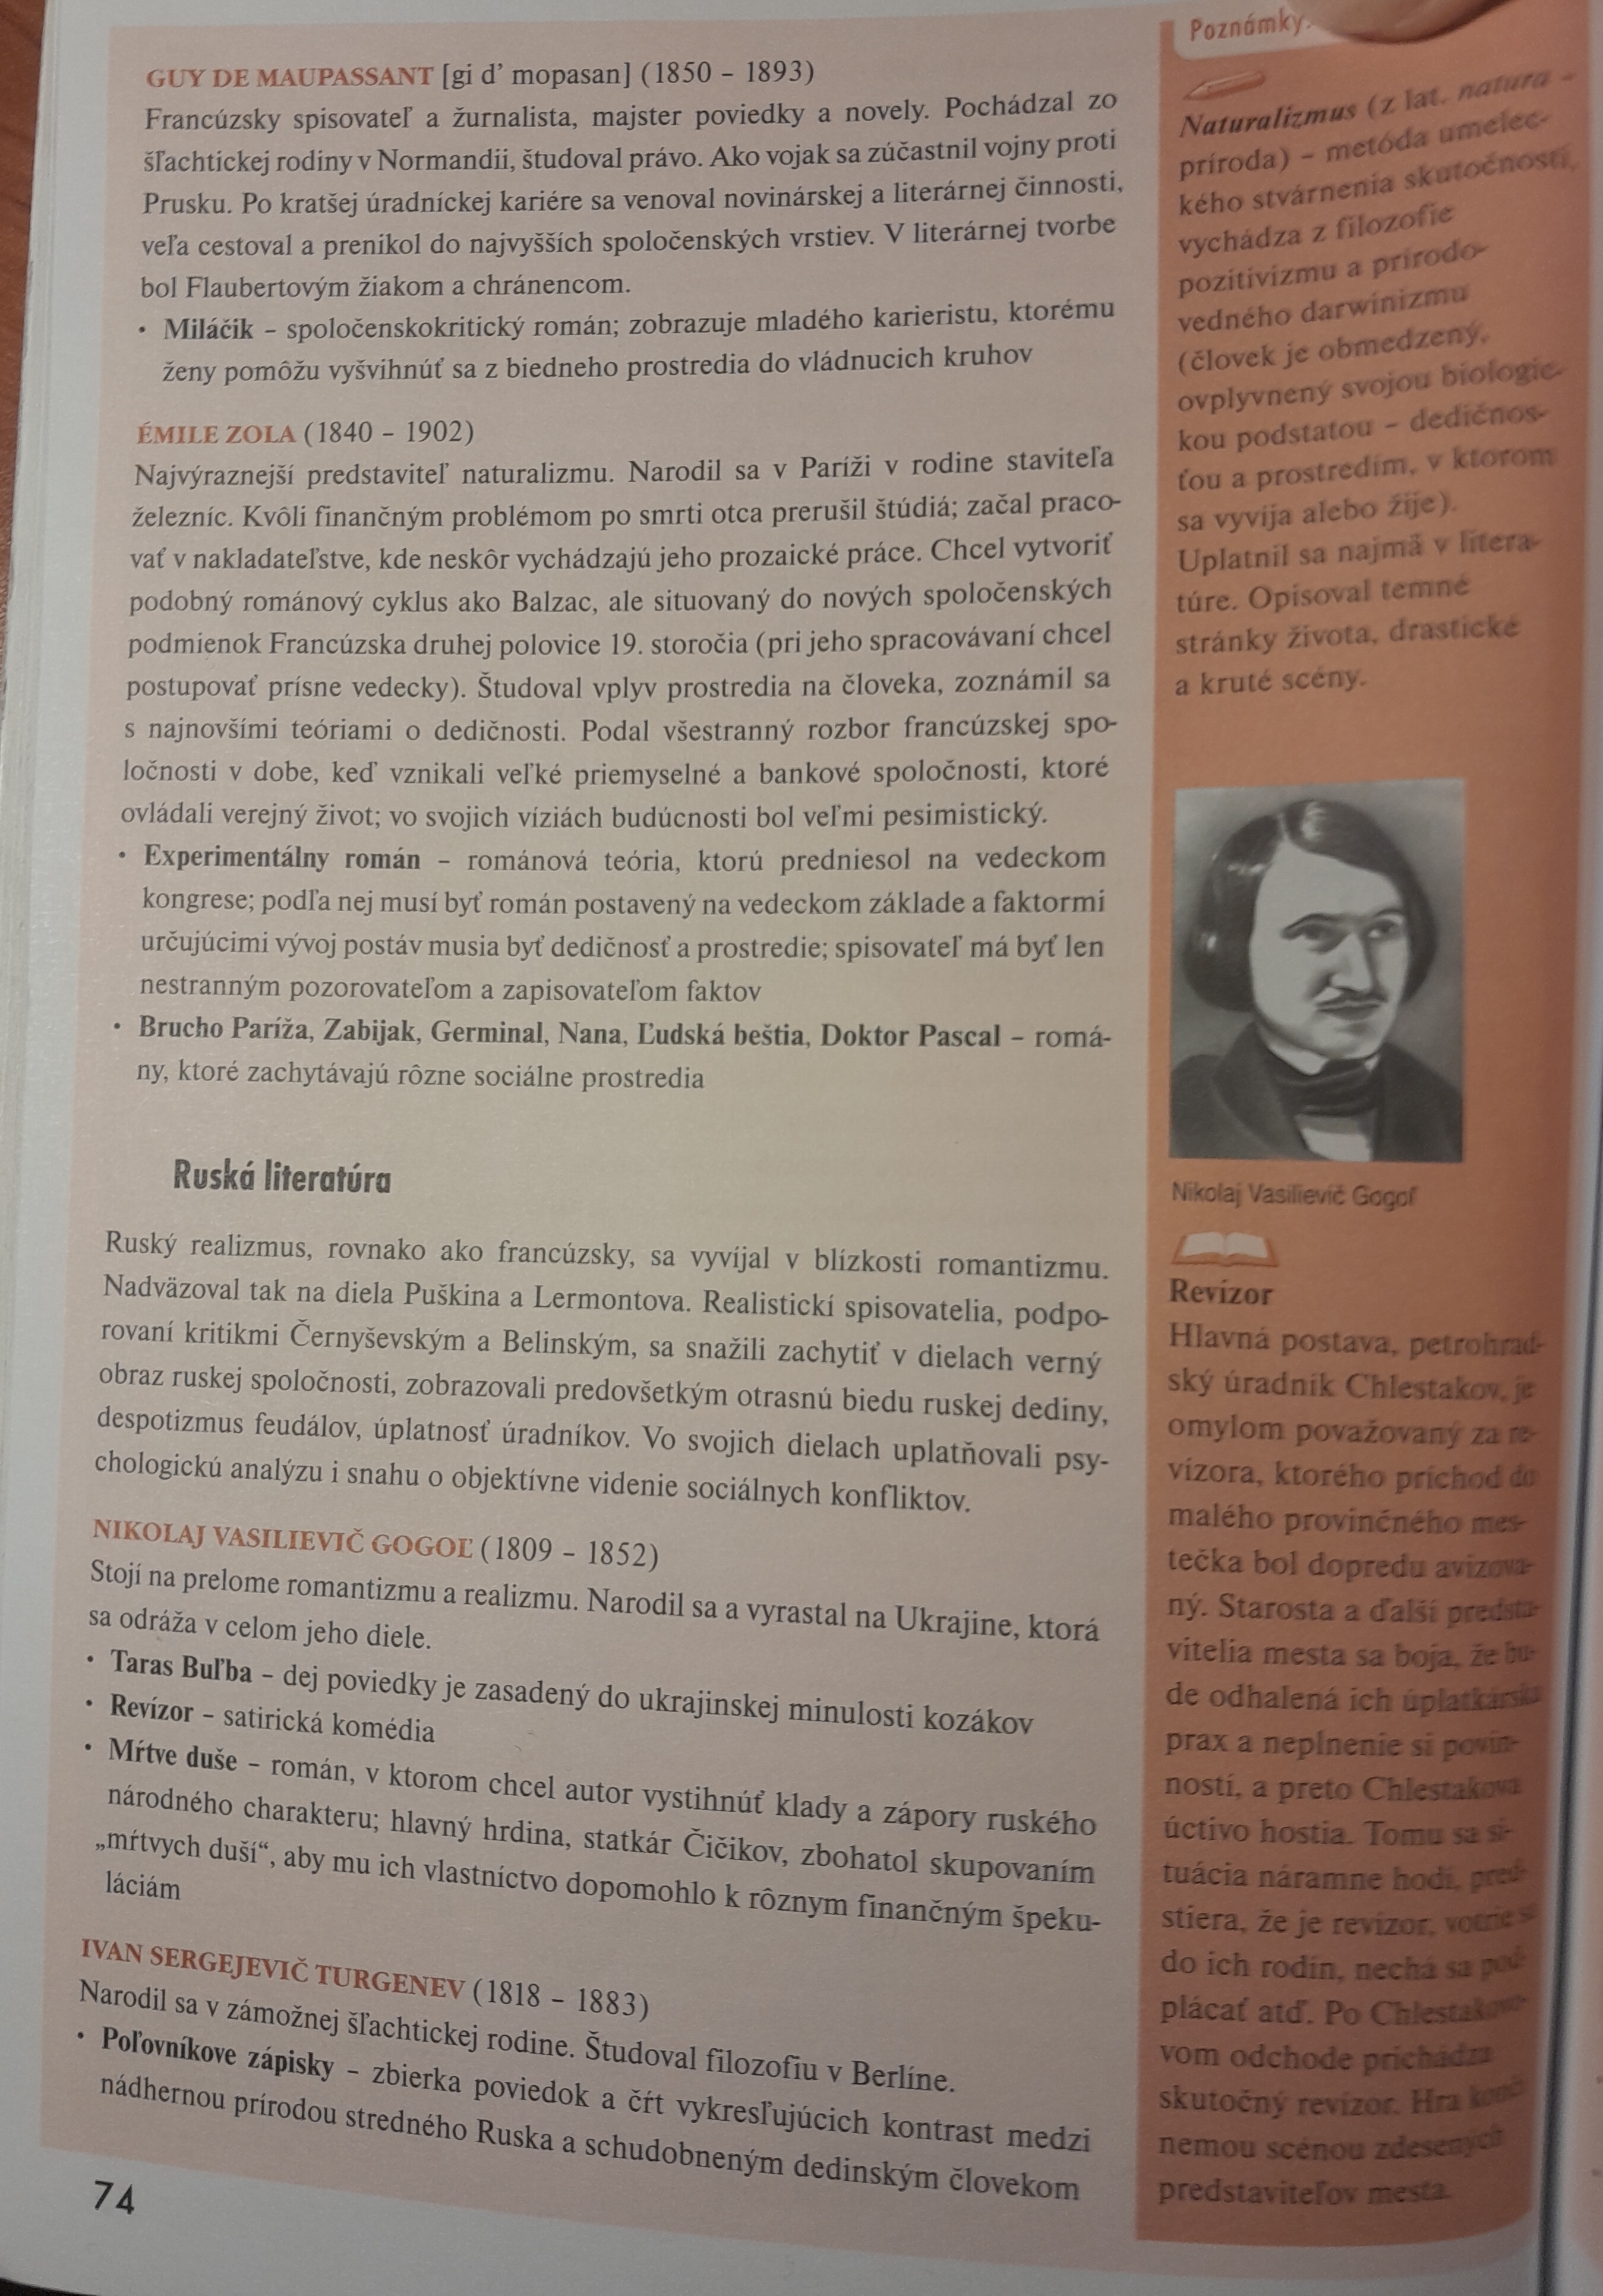 GUY DE MAUPASSANT [gi d’ mopasan] (1850 – 1893)
Francúzsky spisovateľ a žurnalista, majster poviedky a novely. Pochádzal zo
šľachtickej rodiny v Normandii, študoval právo. Ako vojak sa zúčastnil vojny proti
Prusku. Po kratšej úradníckej kariére sa venoval novinárskej a literárnej činnosti,
veľa cestoval a prenikol do najvyšších spoločenských vrstiev. V literárnej tvorbe
bol Flaubertovým žiakom a chránencom.
• Miláčik – spoločenskokritický román; zobrazuje mladého karieristu, ktorému
ženy pomôžu vyšvihnúť sa z biedneho prostredia do vládnucich kruhov
ÉMILE ZOLA (1840 – 1902)
Najvýraznejší predstaviteľ naturalizmu. Narodil sa v Paríži v rodine staviteľa
železníc. Kvôli finančným problémom po smrti otca prerušil štúdiá; začal praco-
vať v nakladateľstve, kde neskôr vychádzajú jeho prozaické práce. Chcel vytvoriť
podobný románový cyklus ako Balzac, ale situovaný do nových spoločenských
podmienok Francúzska druhej polovice 19. storočia (pri jeho spracovávaní chcel
postupovať prísne vedecky). Študoval vplyv prostredia na človeka, zoznámil sa
s najnovšími teóriami o dedičnosti. Podal všestranný rozbor francúzskej spo-
ločnosti v dobe, keď vznikali veľké priemyselné a bankové spoločnosti, ktoré
ovládali verejný život; vo svojich víziách budúcnosti bol veľmi pesimistický.
• Experimentálny román – románová teória, ktorú predniesol na vedeckom
kongrese; podľa nej musí byť román postavený na vedeckom základe a faktormi
určujúcimi vývoj postáv musia byť dedičnosť a prostredie; spisovateľ má byť len
nestranným pozorovateľom a zapisovateľom faktov
• Brucho Paríža, Zabijak, Germinal, Nana, Ľudská beštia, Doktor Pascal – romá-
ny, ktoré zachytávajú rôzne sociálne prostredia
Ruská literatúra
Ruský realizmus, rovnako ako francúzsky, sa vyvíjal v blízkosti romantizmu.
Nadväzoval tak na diela Puškina a Lermontova. Realistickí spisovatelia, podpo-
rovaní kritikmi Černyševským a Belinským, sa snažili zachytiť v dielach verný
obraz ruskej spoločnosti, zobrazovali predovšetkým otrasnú biedu ruskej dediny,
despotizmus feudálov, úplatnosť úradníkov. Vo svojich dielach uplatňovali psy-
chologickú analýzu i snahu o objektívne videnie sociálnych konfliktov.
NIKOLAJ VASILIEVIČ GOGOĽ (1809 – 1852)
Stojí na prelome romantizmu a realizmu. Narodil sa a vyrastal na Ukrajine, ktorá
sa odráža v celom jeho diele.
• Taras Buľba – dej poviedky je zasadený do ukrajinskej minulosti kozákov
• Revízor – satirická komédia
• Mŕtve duše – román, v ktorom chcel autor vystihnúť klady a zápory ruského
národného charakteru; hlavný hrdina, statkár Čičikov, zbohatol skupovaním
„mŕtvych duší“, aby mu ich vlastníctvo dopomohlo k rôznym finančným špeku-
láciám
IVAN SERGEJEVIČ TURGENEV (1818 – 1883)
Narodil sa v zámožnej šľachtickej rodine. Študoval filozofiu v Berlíne.
• Poľovníkove zápisky – zbierka poviedok a čŕt vykresľujúcich kontrast medzi
nádhernou prírodou stredného Ruska a schudobneným dedinským človekom
74
Poznámky:
Naturalizmus (z lat. natura –
príroda) – metóda umelec-
kého stvárnenia skutočnosti,
vychádza z filozofie
pozitivizmu a prírodo-
vedného darwinizmu
(človek je obmedzený,
ovplyvnený svojou biologic-
kou podstatou – dedičnos-
ťou a prostredím, v ktorom
sa vyvíja alebo žije).
Uplatnil sa najmä v litera-
túre. Opisoval temné
stránky života, drastické
a kruté scény.
Nikolaj Vasilievič Gogoľ
Revízor
Hlavná postava, petrohrad-
ský úradník Chlestakov, je
omylom považovaný za re-
vízora, ktorého príchod do
malého provinčného mes-
tečka bol dopredu avizova-
ný. Starosta a ďalší predsta-
vitelia mesta sa boja, že bu-
de odhalená ich úplatkárska
prax a neplnenie si povin-
ností, a preto Chlestakova
úctivo hostia. Tomu sa si-
tuácia náramne hodí, pred-
stiera, že je revízor, votrie sa
do ich rodín, nechá sa pod-
plácať atď. Po Chlestako-
vom odchode prichádza
skutočný revízor. Hra končí
nemou scénou zdesených
predstaviteľov mesta.